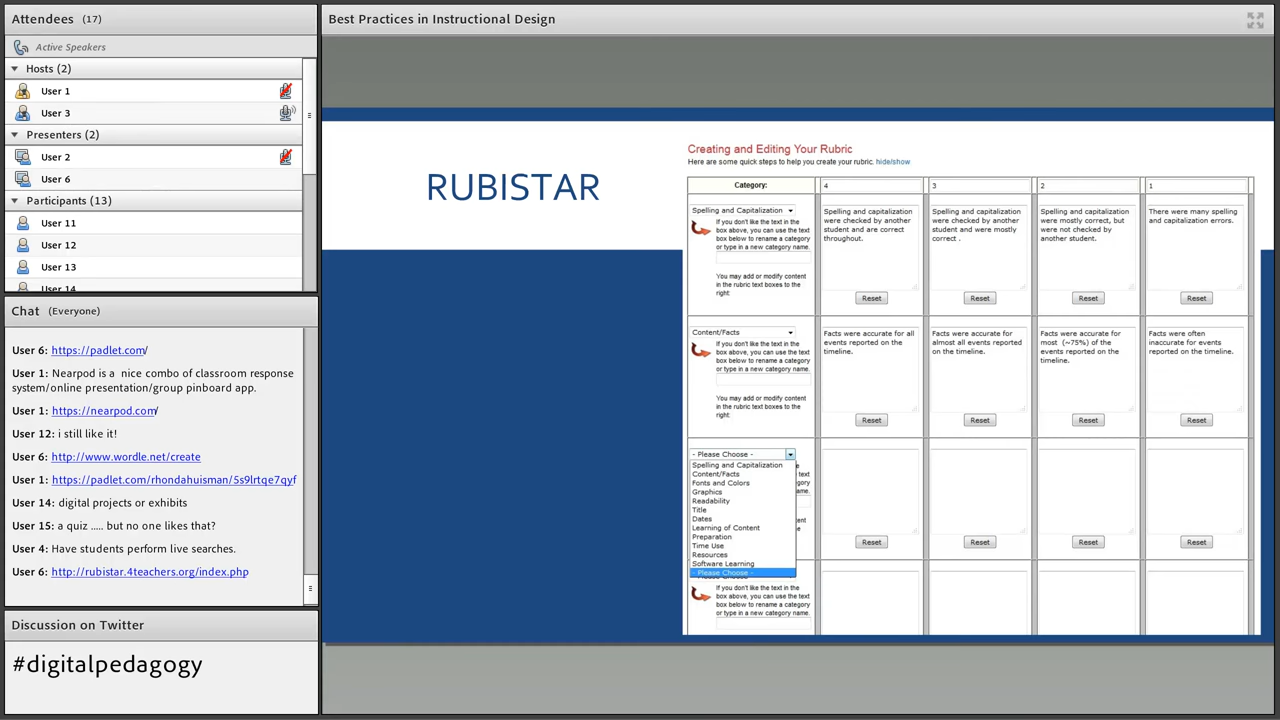 Attendees (17)
Active Speakers
Hosts (2)
User 1
User 3
Presenters (2)
User 2
User 6
Participants (13)
User 11
User 12
User 13
User 14
Chat (Everyone)
User 6: https://padlet.com/
User 1: Nearpod is a nice combo of classroom response
system/online presentation/group pinboard app.
User 1: https://nearpod.com/
User 12: i still like it!
User 6: http://www.wordle.net/create
User 1: https://padlet.com/rhondahuisman/5s9lrtqe7qyf
User 14: digital projects or exhibits
User 15: a quiz ..... but no one likes that?
User 4: Have students perform live searches.
User 6: http://rubistar.4teachers.org/index.php
Discussion on Twitter
#digitalpedagogy
Best Practices in Instructional Design
RUBISTAR
Creating and Editing Your Rubric
Here are some quick steps to help you create your rubric. hide/show
Category:
4
3
2
1
Spelling and Capitalization
If you don't like the text in
the box above, you can use the text
box below to rename a category
or type in a new category name.
You may add or modify content
in the rubric text boxes to the
right:
Spelling and capitalization
were checked by another
student and are correct
throughout.
Reset
Spelling and capitalization
were checked by another
student and were mostly
correct .
Reset
Spelling and capitalization
were mostly correct, but
were not checked by
another student.
Reset
There were many spelling
and capitalization errors.
Reset
Content/Facts
If you don't like the text in the
box above, you can use the text
box below to rename a category
or type in a new category name.
You may add or modify content
in the rubric text boxes to the
right:
Facts were accurate for all
events reported on the
timeline.
Reset
Facts were accurate for
almost all events reported
on the timeline.
Reset
Facts were accurate for
most (~75%) of the
events reported on the
timeline.
Reset
Facts were often
inaccurate for events
reported on the timeline.
Reset
- Please Choose -
Spelling and Capitalization
Content/Facts
Fonts and Colors
Graphics
Readability
Title
Dates
Learning of Content
Preparation
Time Use
Resources
Software Learning
- Please Choose -
Reset
Reset
Reset
Reset
If you don't like the text in the
box above, you can use the text
box below to rename a category
or type in a new category name.